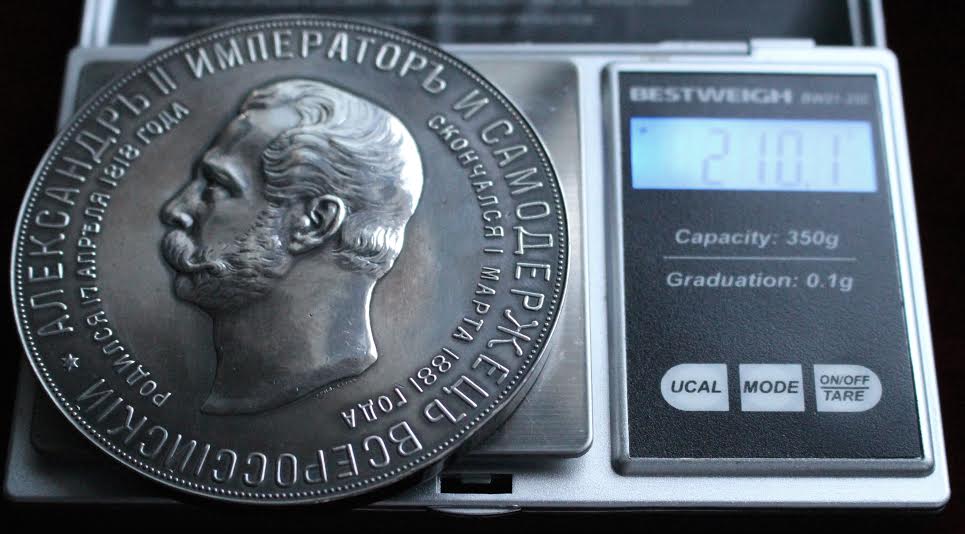 АЛЕКСАНДРЪ II ИМПЕРАТОРЪ И САМОДЕРЖЕЦЪ ВСЕРОССIЙСКIЙ ★
РОДИЛСЯ 17 АПРѢЛЯ 1818 ГОДА
СКОНЧАЛСЯ 1 МАРТА 1881 ГОДА
BESTWEIGH
210.1
Capacity: 350g
Graduation: 0.1g
UCAL
MODE
ON/OFF
TARE